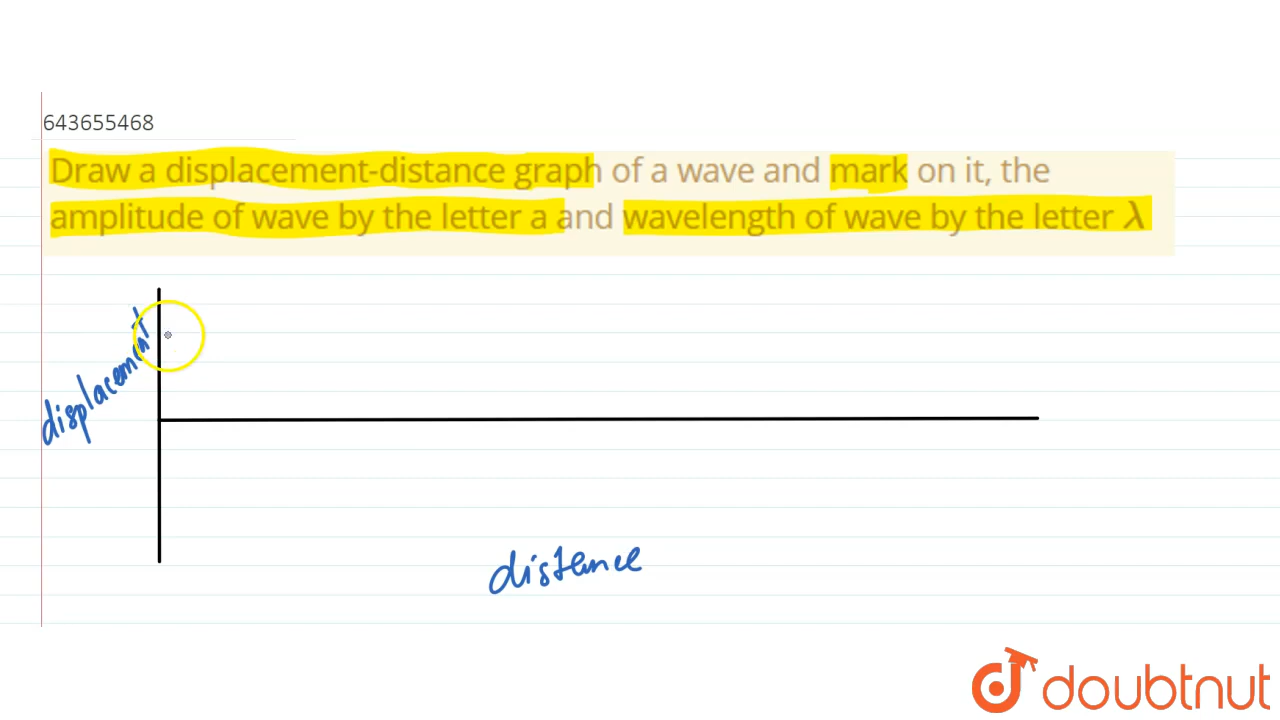 643655468
Draw a displacement-distance graph of a wave and mark on it, the
amplitude of wave by the letter a and wavelength of wave by the letter λ
displacement
distance
doubtnut